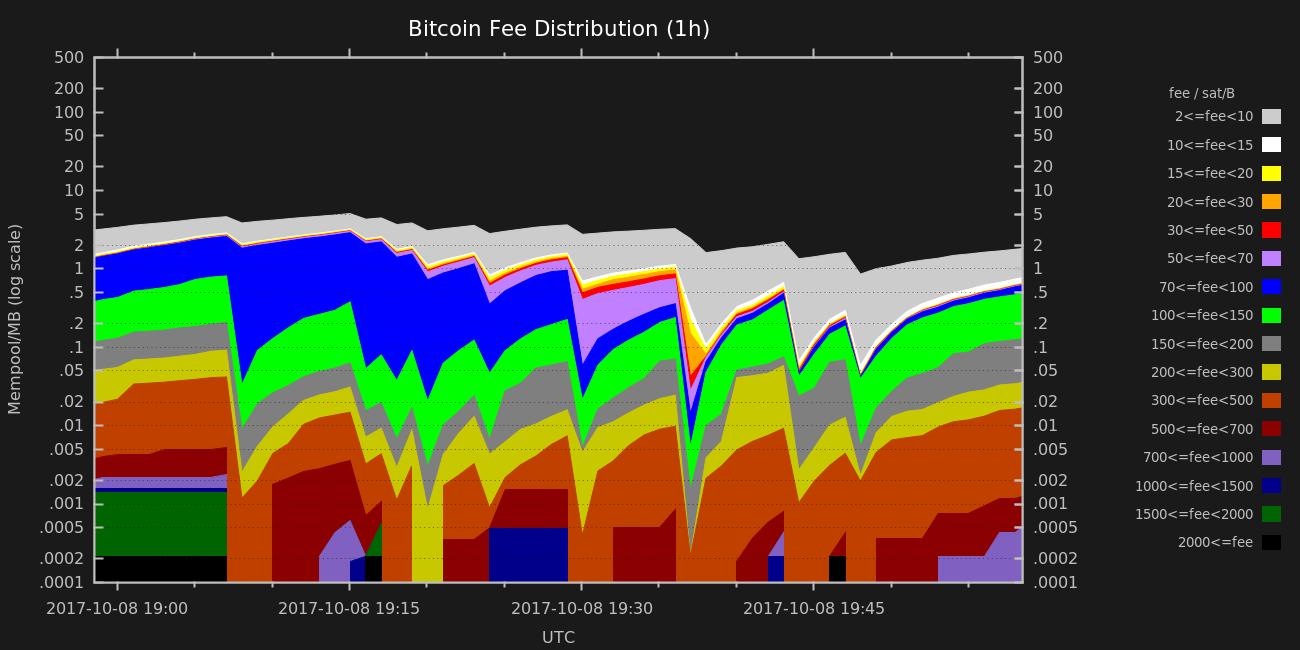 Bitcoin Fee Distribution (1h)
Mempool/MB (log scale)
500
200
100
50
20
10
5
2
1
.5
.2
.1
.05
.02
.01
.005
.002
.001
.0005
.0002
.0001
500
200
100
50
20
10
5
2
1
.5
.2
.1
.05
.02
.01
.005
.002
.001
.0005
.0002
.0001
2017-10-08 19:00
2017-10-08 19:15
2017-10-08 19:30
2017-10-08 19:45
UTC
fee / sat/B
2<=fee<10
10<=fee<15
15<=fee<20
20<=fee<30
30<=fee<50
50<=fee<70
70<=fee<100
100<=fee<150
150<=fee<200
200<=fee<300
300<=fee<500
500<=fee<700
700<=fee<1000
1000<=fee<1500
1500<=fee<2000
2000<=fee